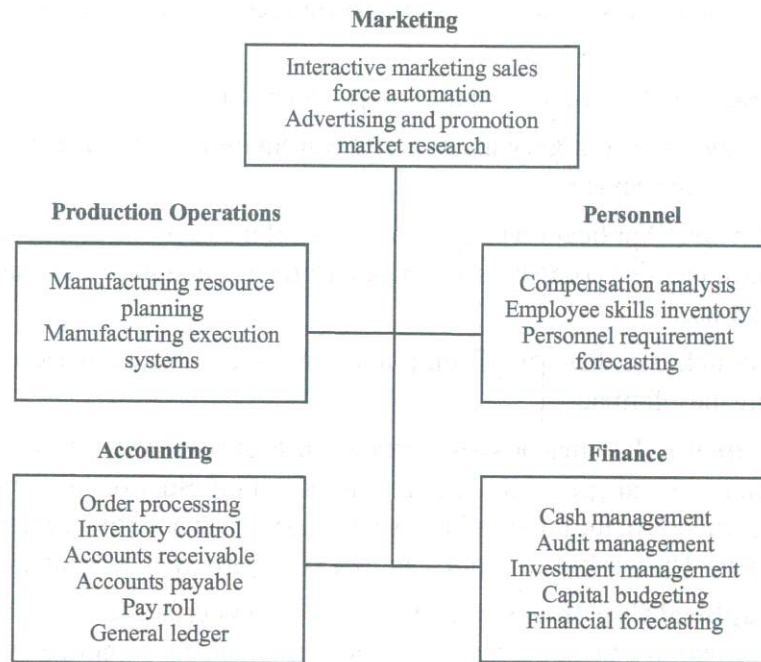 Marketing
Interactive marketing sales
force automation
Advertising and promotion
market research
Production Operations
Manufacturing resource
planning
Manufacturing execution
systems
Personnel
Compensation analysis
Employee skills inventory
Personnel requirement
forecasting
Accounting
Order processing
Inventory control
Accounts receivable
Accounts payable
Pay roll
General ledger
Finance
Cash management
Audit management
Investment management
Capital budgeting
Financial forecasting